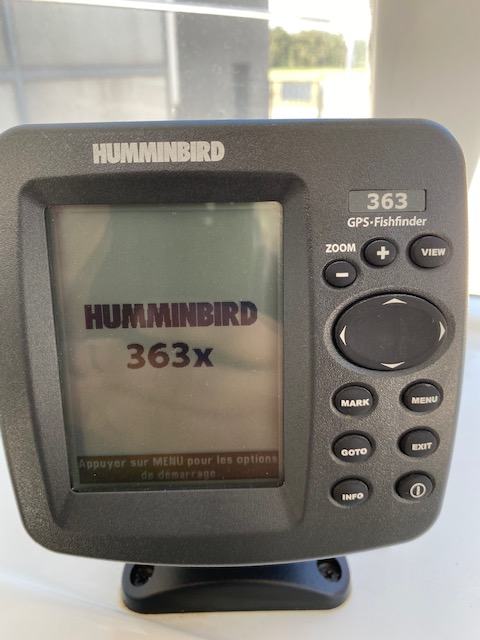 HUMMINBIRD
363
GPS·Fishfinder
ZOOM
+
VIEW
-
HUMMINBIRD
363x
MARK
MENU
GOTO
EXIT
INFO
Appuyer sur MENU pour les options
de démarrage